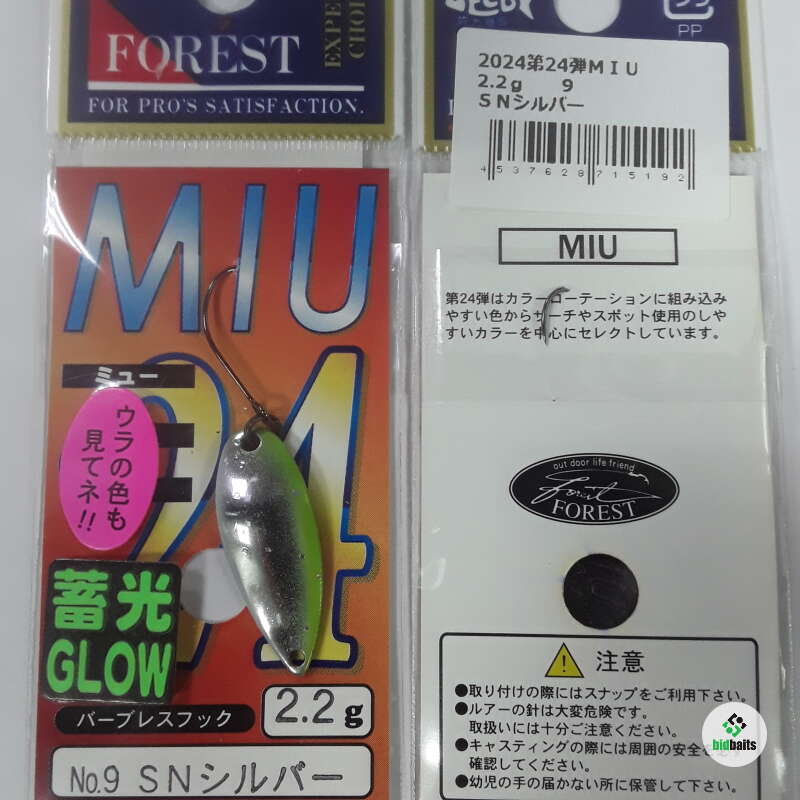 FOREST
FOR PRO'S SATISFACTION.
MIU
ミュー
24
ウラの色も
見てネ!!
蓄光
GLOW
バーブレスフック
2.2g
No.9 SNシルバー
PP
2024第24弾MIU
2.2g 9
SNシルバー
4537628715192
MIU
第24弾はカラーローテーションに組み込み
やすい色からサーチやスポット使用のしや
すいカラーを中心にセレクトしています。
out door life friend
Forest
FOREST
注意
●取り付けの際にはスナップをご利用下さい。
●ルアーの針は大変危険です。
取扱いには十分ご注意ください。
●キャスティングの際には周囲の安全を
確認してください。
●幼児の手の届かない所に保管して下さい。
bidbaits